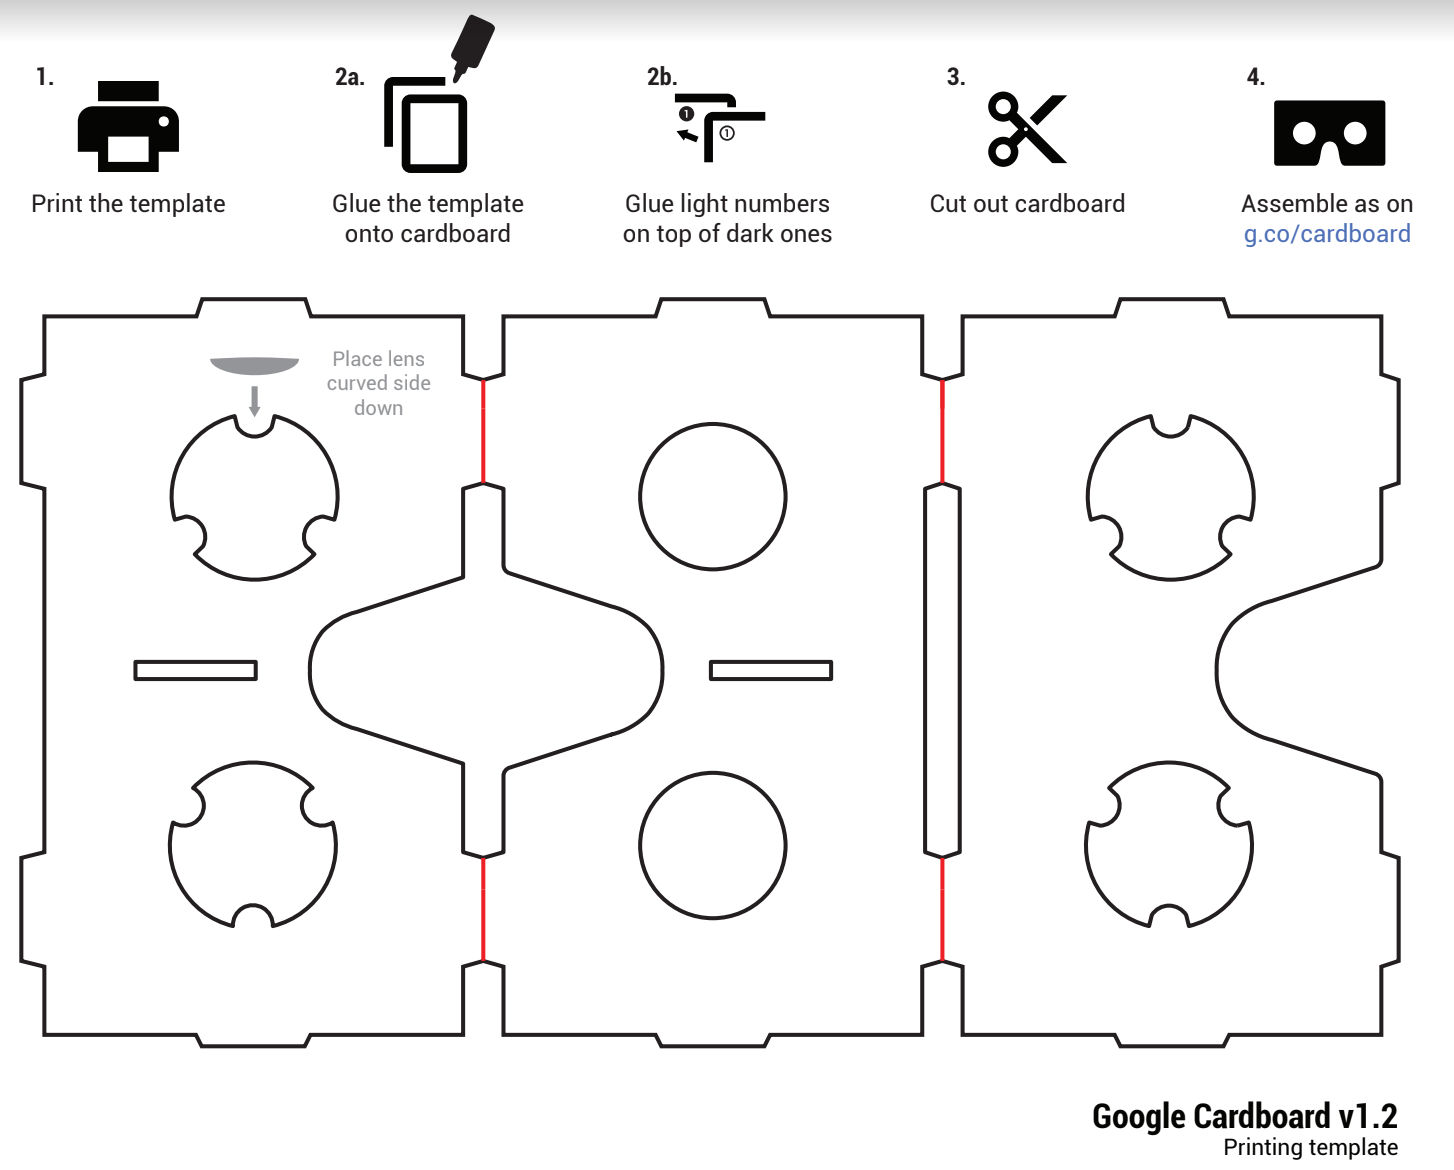 1.
Print the template
2a.
Glue the template
onto cardboard
2b.
1
1
Glue light numbers
on top of dark ones
3.
Cut out cardboard
4.
Assemble as on
g.co/cardboard
Place lens
curved side
down
Google Cardboard v1.2
Printing template